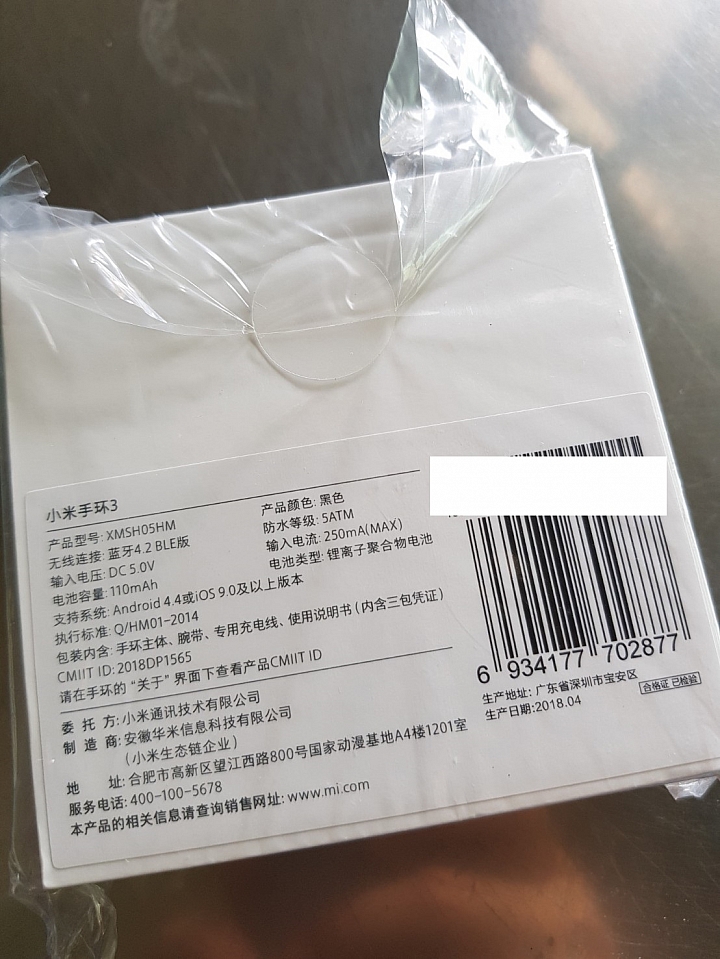 小米手环3
产品型号: XMSH05HM 产品颜色: 黑色
无线连接: 蓝牙4.2 BLE版 防水等级: 5ATM
输入电压: DC 5.0V 输入电流: 250mA(MAX)
电池容量: 110mAh 电池类型: 锂离子聚合物电池
支持系统: Android 4.4或iOS 9.0及以上版本
执行标准: Q/HM01-2014
包装内含: 手环主体、腕带、专用充电线、使用说明书 (内含三包凭证)
CMIIT ID: 2018DP1565
请在手环的 “关于” 界面下查看产品CMIIT ID
委托方: 小米通讯技术有限公司
制造商: 安徽华米信息科技有限公司
(小米生态链企业)
地址: 合肥市高新区望江西路800号国家动漫基地A4楼1201室
服务电话: 400-100-5678
本产品的相关信息请查询销售网址: www.mi.com
6 934177 702877
生产地址: 广东省深圳市宝安区
生产日期:2018.04
合格证 已检验